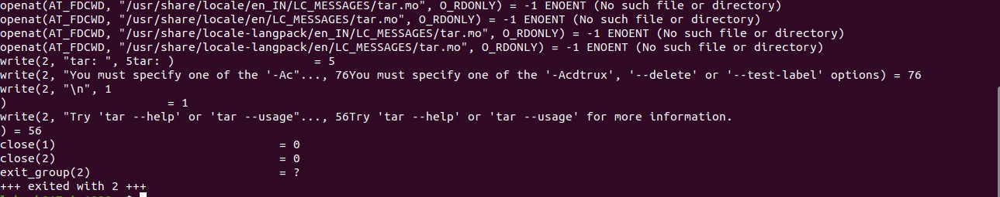 openat(AT_FDCWD, "/usr/share/locale/en_IN/LC_MESSAGES/tar.mo", O_RDONLY) = -1 ENOENT (No such file or directory)
openat(AT_FDCWD, "/usr/share/locale/en/LC_MESSAGES/tar.mo", O_RDONLY) = -1 ENOENT (No such file or directory)
openat(AT_FDCWD, "/usr/share/locale-langpack/en_IN/LC_MESSAGES/tar.mo", O_RDONLY) = -1 ENOENT (No such file or directory)
openat(AT_FDCWD, "/usr/share/locale-langpack/en/LC_MESSAGES/tar.mo", O_RDONLY) = -1 ENOENT (No such file or directory)
write(2, "tar: ", 5tar: )                    = 5
write(2, "You must specify one of the '-Ac"..., 76You must specify one of the '-Acdtrux', '--delete' or '--test-label' options) = 76
write(2, "\n", 1
)                       = 1
write(2, "Try 'tar --help' or 'tar --usage"..., 56Try 'tar --help' or 'tar --usage' for more information.
) = 56
close(1)                                = 0
close(2)                                = 0
exit_group(2)                           = ?
+++ exited with 2 +++